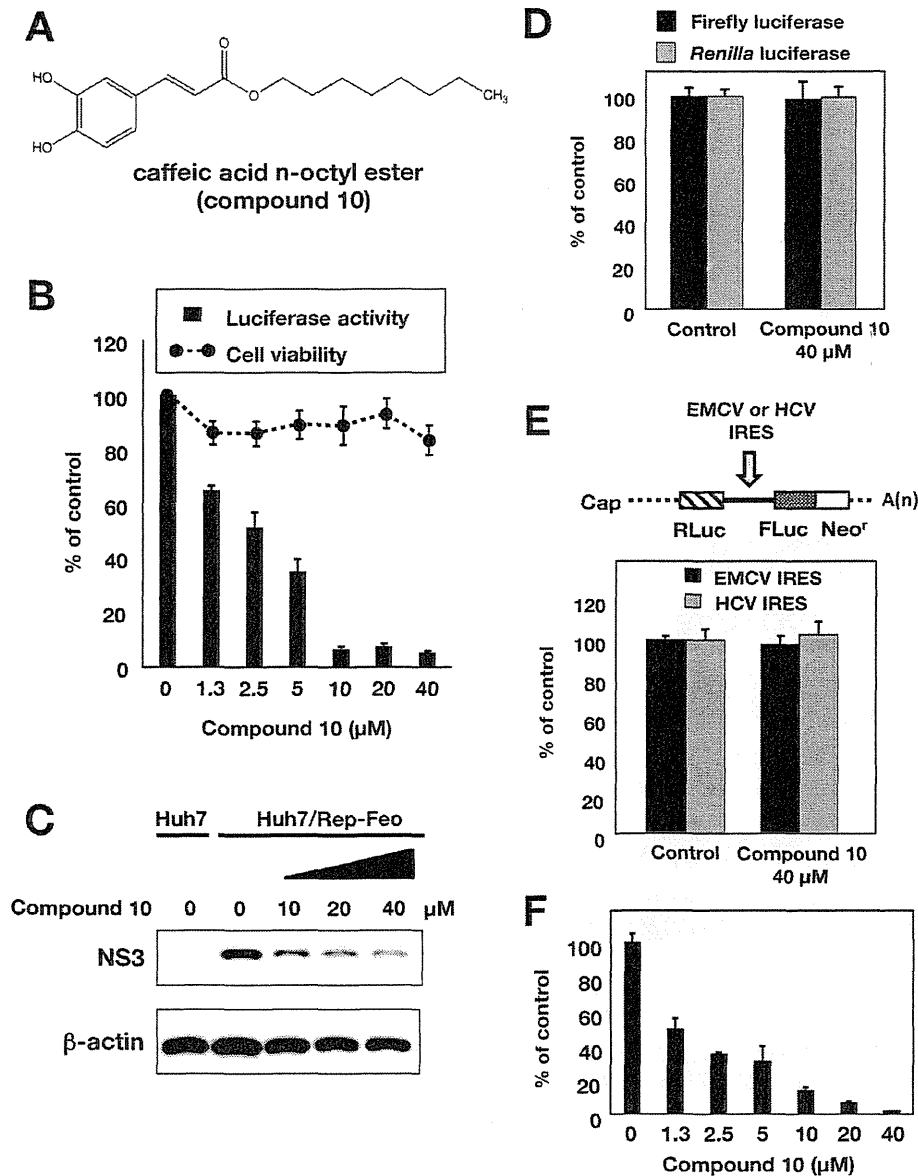 A
HO
HO
O
O
CH₃
caffeic acid n-octyl ester
(compound 10)
B
Luciferase activity
Cell viability
% of control
120
100
80
60
40
20
0
0 1.3 2.5 5 10 20 40
Compound 10 (µM)
C
Huh7 Huh7/Rep-Feo
Compound 10 0 0 10 20 40 µM
NS3
β-actin
D
Firefly luciferase
Renilla luciferase
% of control
100
80
60
40
20
0
Control Compound 10
40 µM
E
EMCV or HCV
IRES
Cap A(n)
RLuc FLuc Neoʳ
EMCV IRES
HCV IRES
% of control
120
100
80
60
40
20
0
Control Compound 10
40 µM
F
% of control
100
80
60
40
20
0
0 1.3 2.5 5 10 20 40
Compound 10 (µM)